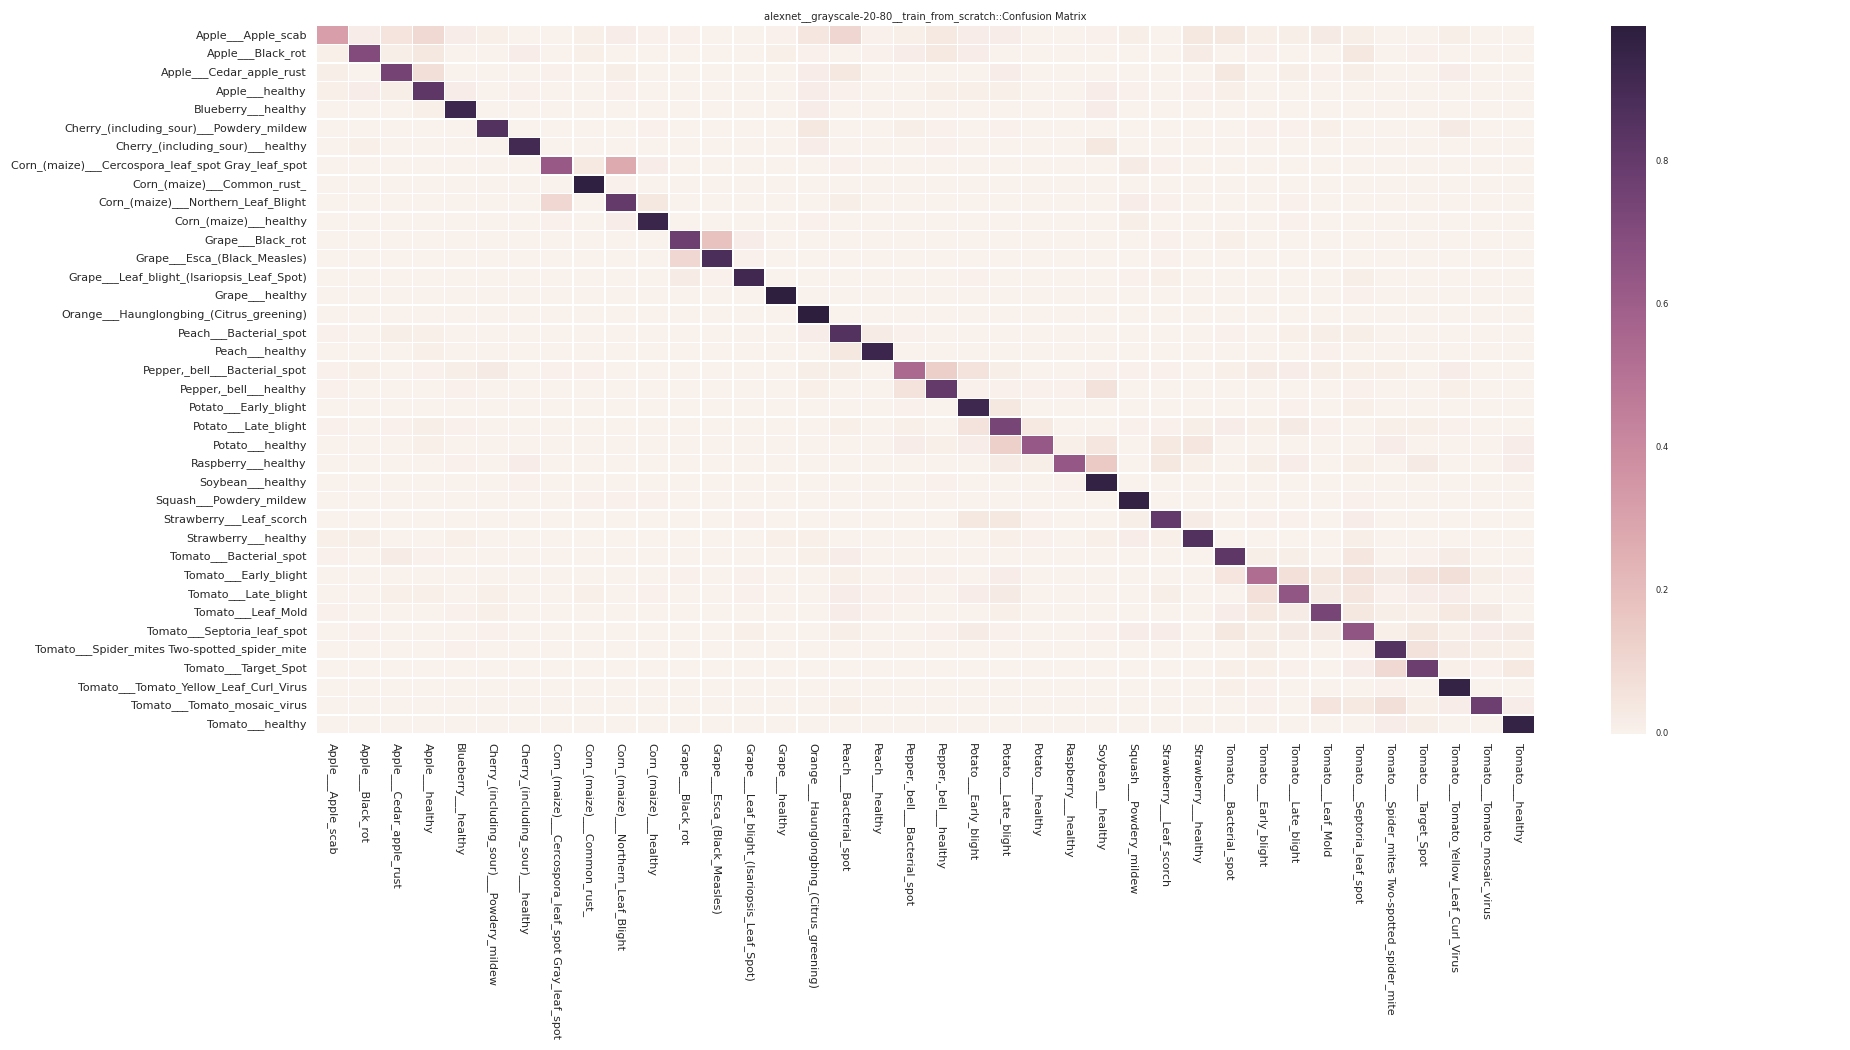 alexnet__grayscale-20-80__train_from_scratch::Confusion Matrix
Apple___Apple_scab
Apple___Black_rot
Apple___Cedar_apple_rust
Apple___healthy
Blueberry___healthy
Cherry_(including_sour)___Powdery_mildew
Cherry_(including_sour)___healthy
Corn_(maize)___Cercospora_leaf_spot Gray_leaf_spot
Corn_(maize)___Common_rust_
Corn_(maize)___Northern_Leaf_Blight
Corn_(maize)___healthy
Grape___Black_rot
Grape___Esca_(Black_Measles)
Grape___Leaf_blight_(Isariopsis_Leaf_Spot)
Grape___healthy
Orange___Haunglongbing_(Citrus_greening)
Peach___Bacterial_spot
Peach___healthy
Pepper,_bell___Bacterial_spot
Pepper,_bell___healthy
Potato___Early_blight
Potato___Late_blight
Potato___healthy
Raspberry___healthy
Soybean___healthy
Squash___Powdery_mildew
Strawberry___Leaf_scorch
Strawberry___healthy
Tomato___Bacterial_spot
Tomato___Early_blight
Tomato___Late_blight
Tomato___Leaf_Mold
Tomato___Septoria_leaf_spot
Tomato___Spider_mites Two-spotted_spider_mite
Tomato___Target_Spot
Tomato___Tomato_Yellow_Leaf_Curl_Virus
Tomato___Tomato_mosaic_virus
Tomato___healthy
Apple___Apple_scab
Apple___Black_rot
Apple___Cedar_apple_rust
Apple___healthy
Blueberry___healthy
Cherry_(including_sour)___Powdery_mildew
Cherry_(including_sour)___healthy
Corn_(maize)___Cercospora_leaf_spot Gray_leaf_spot
Corn_(maize)___Common_rust_
Corn_(maize)___Northern_Leaf_Blight
Corn_(maize)___healthy
Grape___Black_rot
Grape___Esca_(Black_Measles)
Grape___Leaf_blight_(Isariopsis_Leaf_Spot)
Grape___healthy
Orange___Haunglongbing_(Citrus_greening)
Peach___Bacterial_spot
Peach___healthy
Pepper,_bell___Bacterial_spot
Pepper,_bell___healthy
Potato___Early_blight
Potato___Late_blight
Potato___healthy
Raspberry___healthy
Soybean___healthy
Squash___Powdery_mildew
Strawberry___Leaf_scorch
Strawberry___healthy
Tomato___Bacterial_spot
Tomato___Early_blight
Tomato___Late_blight
Tomato___Leaf_Mold
Tomato___Septoria_leaf_spot
Tomato___Spider_mites Two-spotted_spider_mite
Tomato___Target_Spot
Tomato___Tomato_Yellow_Leaf_Curl_Virus
Tomato___Tomato_mosaic_virus
Tomato___healthy
0.8
0.6
0.4
0.2
0.0